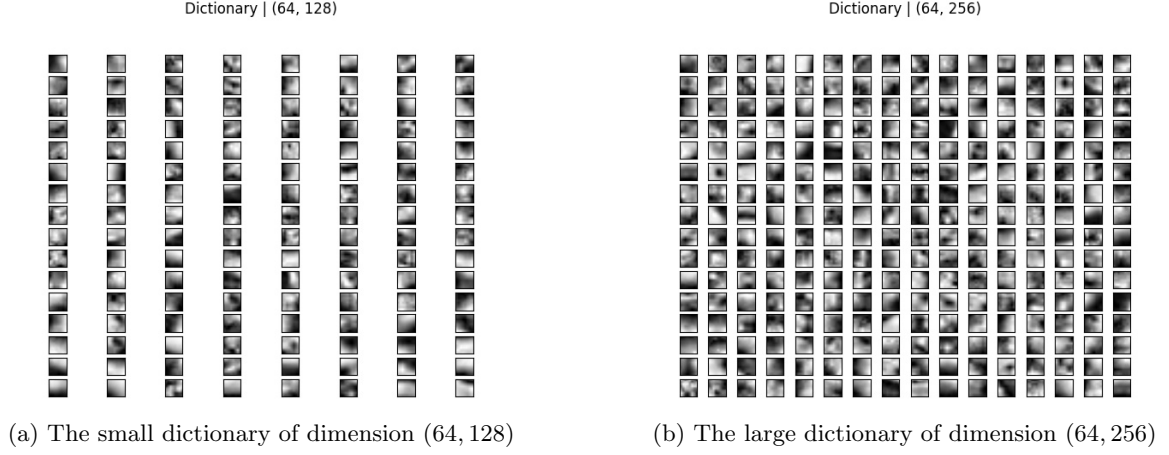 Dictionary | (64, 128)
Dictionary | (64, 256)
(a) The small dictionary of dimension (64, 128)
(b) The large dictionary of dimension (64, 256)